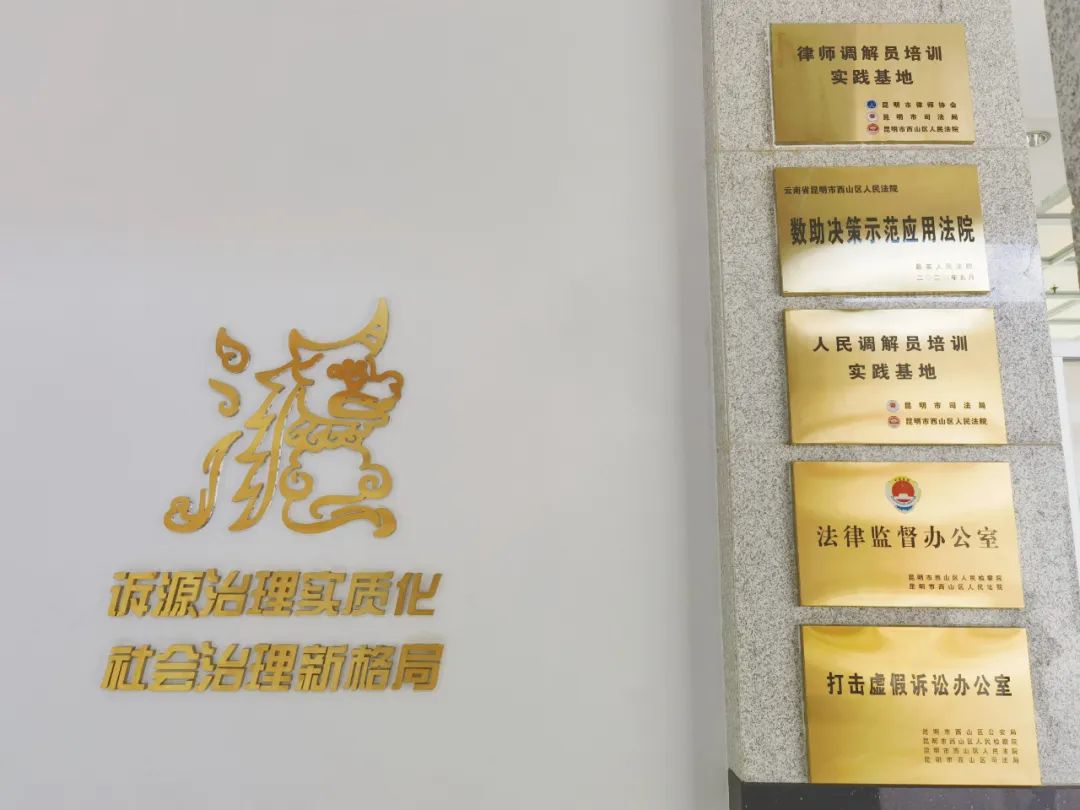 诉源治理实质化
社会治理新格局
律师调解员培训
实践基地
昆明市律师协会
昆明市司法局
昆明市西山区人民法院
云南省昆明市西山区人民法院
数助决策示范应用法院
最高人民法院
人民调解员培训
实践基地
昆明市司法局
昆明市西山区人民法院
法律监督办公室
昆明市西山区人民检察院
昆明市西山区人民法院
打击虚假诉讼办公室
昆明市西山区公安局
昆明市西山区人民检察院
昆明市西山区人民法院
昆明市西山区司法局